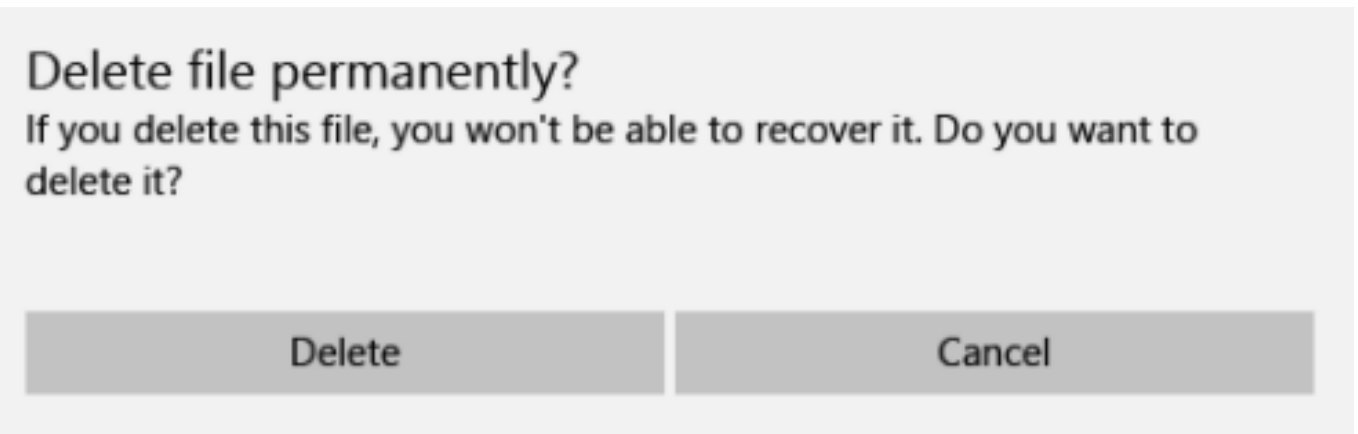 Delete file permanently?
If you delete this file, you won't be able to recover it. Do you want to
delete it?
Delete
Cancel